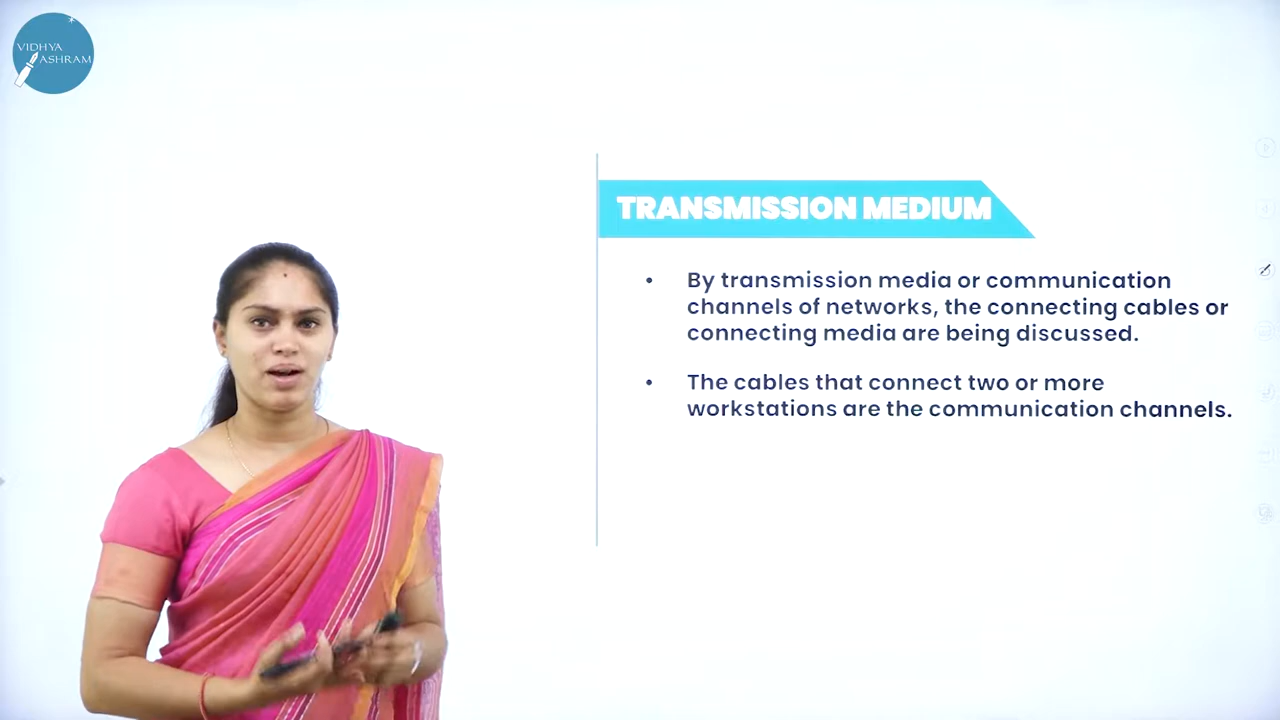 VIDHYA
ASHRAM
TRANSMISSION MEDIUM
• By transmission media or communication
channels of networks, the connecting cables or
connecting media are being discussed.
• The cables that connect two or more
workstations are the communication channels.